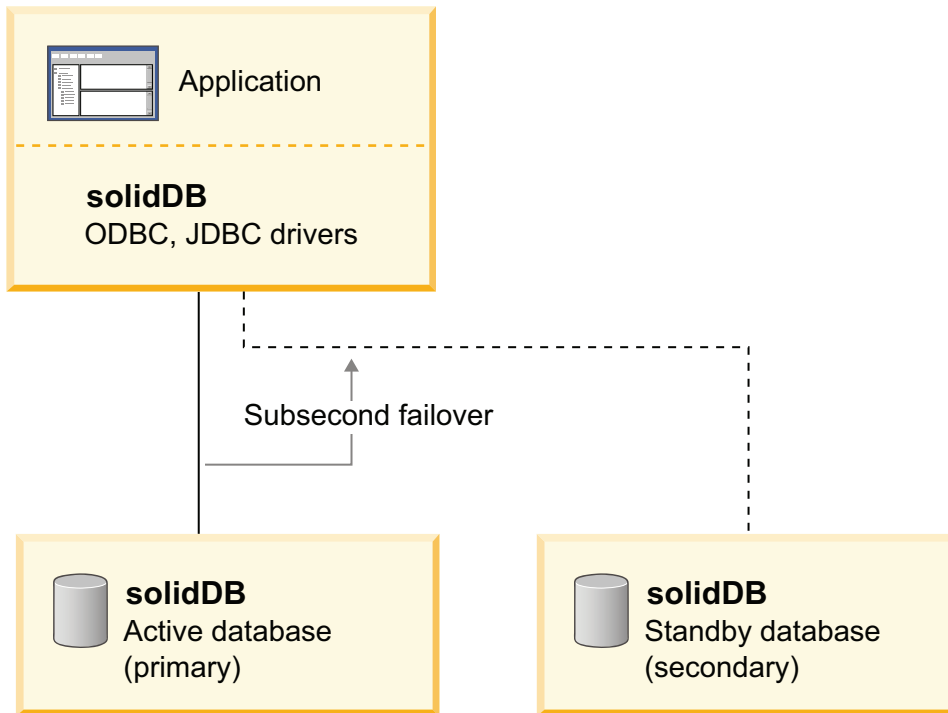 Application
solidDB
ODBC, JDBC drivers
Subsecond failover
solidDB
Active database
(primary)
solidDB
Standby database
(secondary)